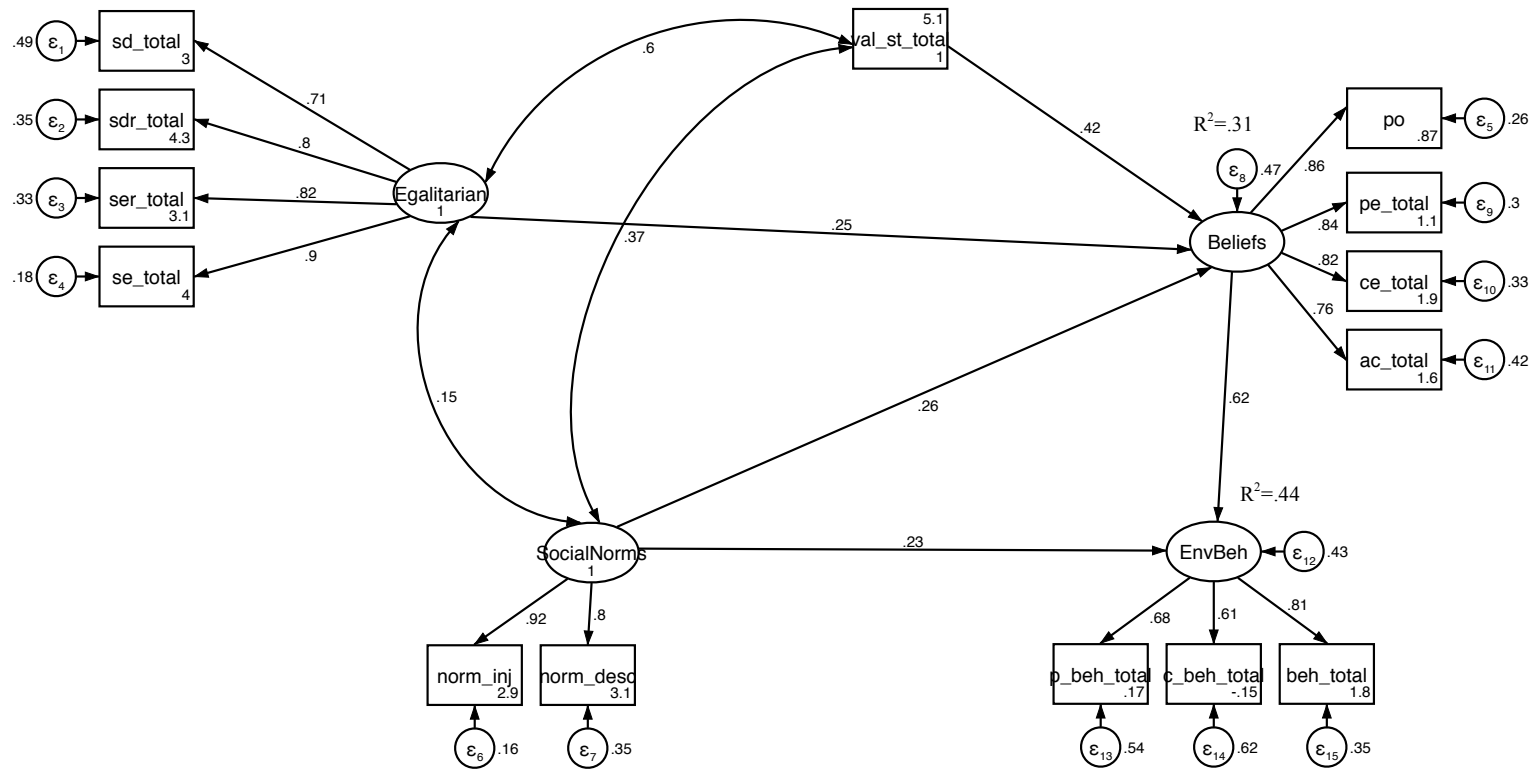 5.1
val_st_total
1
.49
ε1
sd_total
3
.6
.71
.35
ε2
sdr_total
4.3
.8
.33
ε3
ser_total
3.1
.82
Egalitarian
1
.18
ε4
se_total
4
.9
.42
R²=.31
ε8
.47
.86
po
.87
ε5
.26
.84
pe_total
1.1
ε9
.3
.25
Beliefs
.37
.82
ce_total
1.9
ε10
.33
.76
ac_total
1.6
ε11
.42
.15
.26
.62
R²=.44
SocialNorms
1
.23
EnvBeh
ε12
.43
.92
.8
.68
.61
.81
norm_inj
2.9
norm_desc
3.1
p_beh_total
.17
c_beh_total
-.15
beh_total
1.8
ε6
.16
ε7
.35
ε13
.54
ε14
.62
ε15
.35